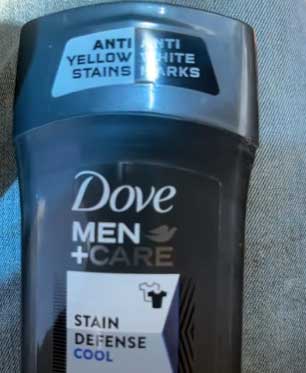 ANTI
YELLOW
STAINS
ANTI
WHITE
MARKS
Dove
MEN
+CARE
STAIN
DEFENSE
COOL